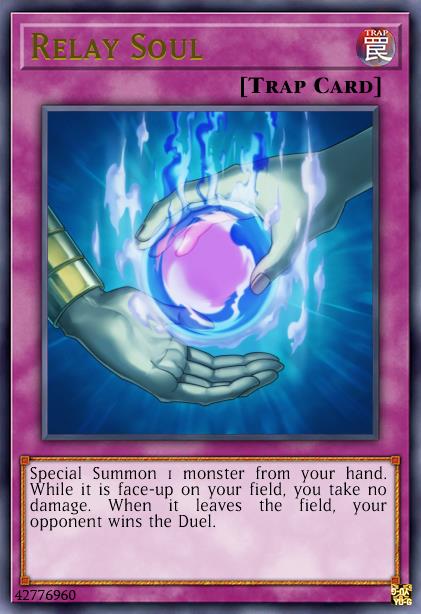 Relay Soul
TRAP
罠
[Trap Card]
Special Summon 1 monster from your hand.
While it is face-up on your field, you take no
damage. When it leaves the field, your
opponent wins the Duel.
42776960